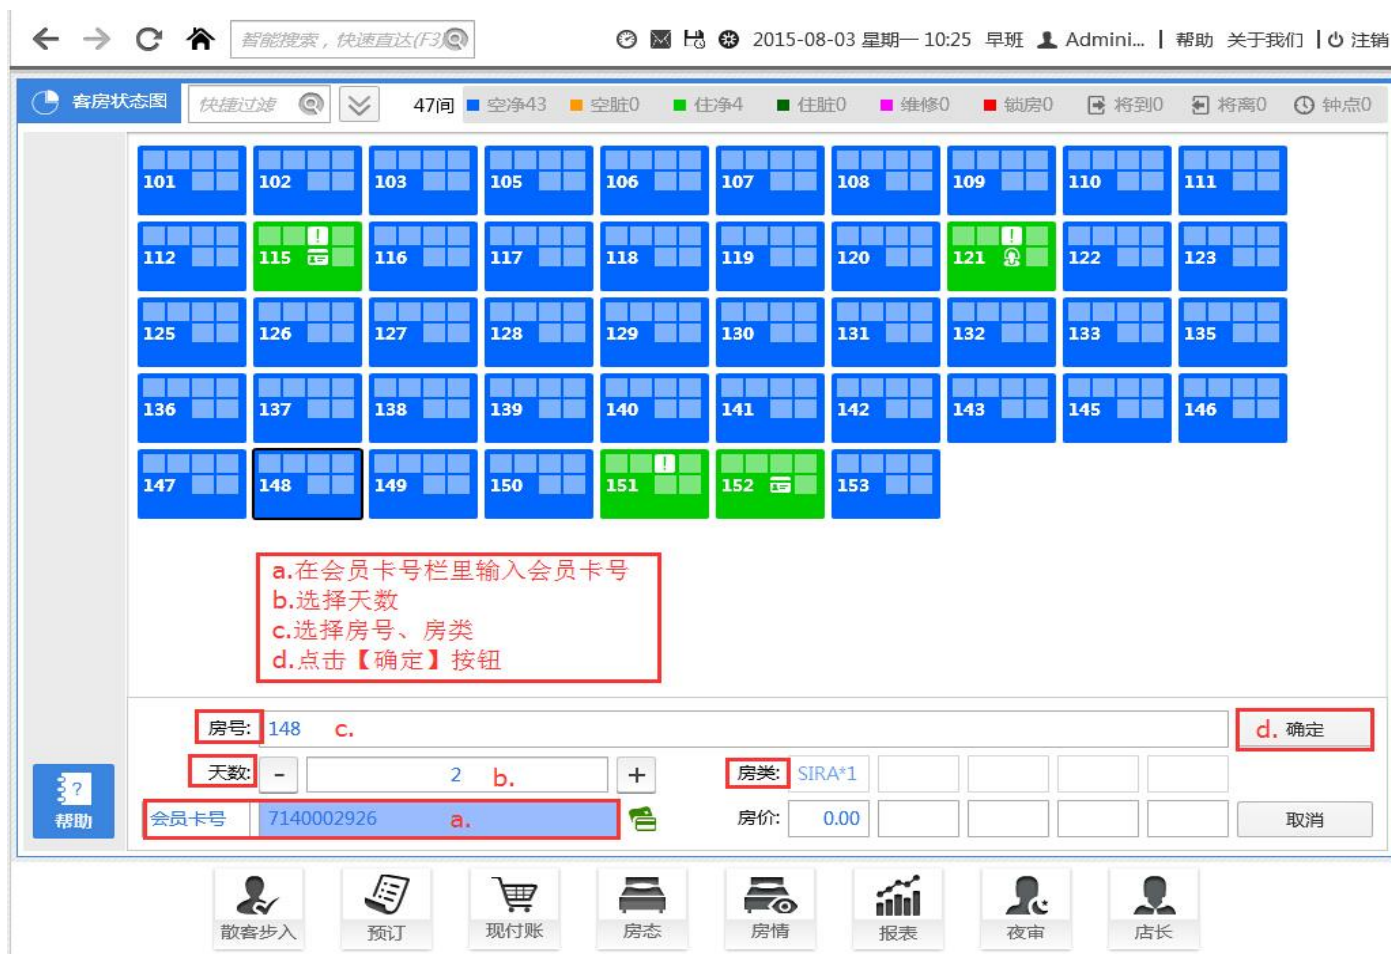 智能搜索，快速直达(F3)
2015-08-03 星期一 10:25 早班 Admini... | 帮助 关于我们 | 注销
客房状态图 快捷过滤 47间 空净43 空脏0 住净4 住脏0 维修0 锁房0 将到0 将离0 钟点0
101 102 103 105 106 107 108 109 110 111
112 115 116 117 118 119 120 121 122 123
125 126 127 128 129 130 131 132 133 135
136 137 138 139 140 141 142 143 145 146
147 148 149 150 151 152 153
a.在会员卡号栏里输入会员卡号
b.选择天数
c.选择房号、房类
d.点击【确定】按钮
房号: 148 c. d. 确定
天数: - 2 b. + 房类: SIRA*1
会员卡号 7140002926 a. 房价: 0.00 取消
帮助
散客步入 预订 现付账 房态 房情 报表 夜审 店长